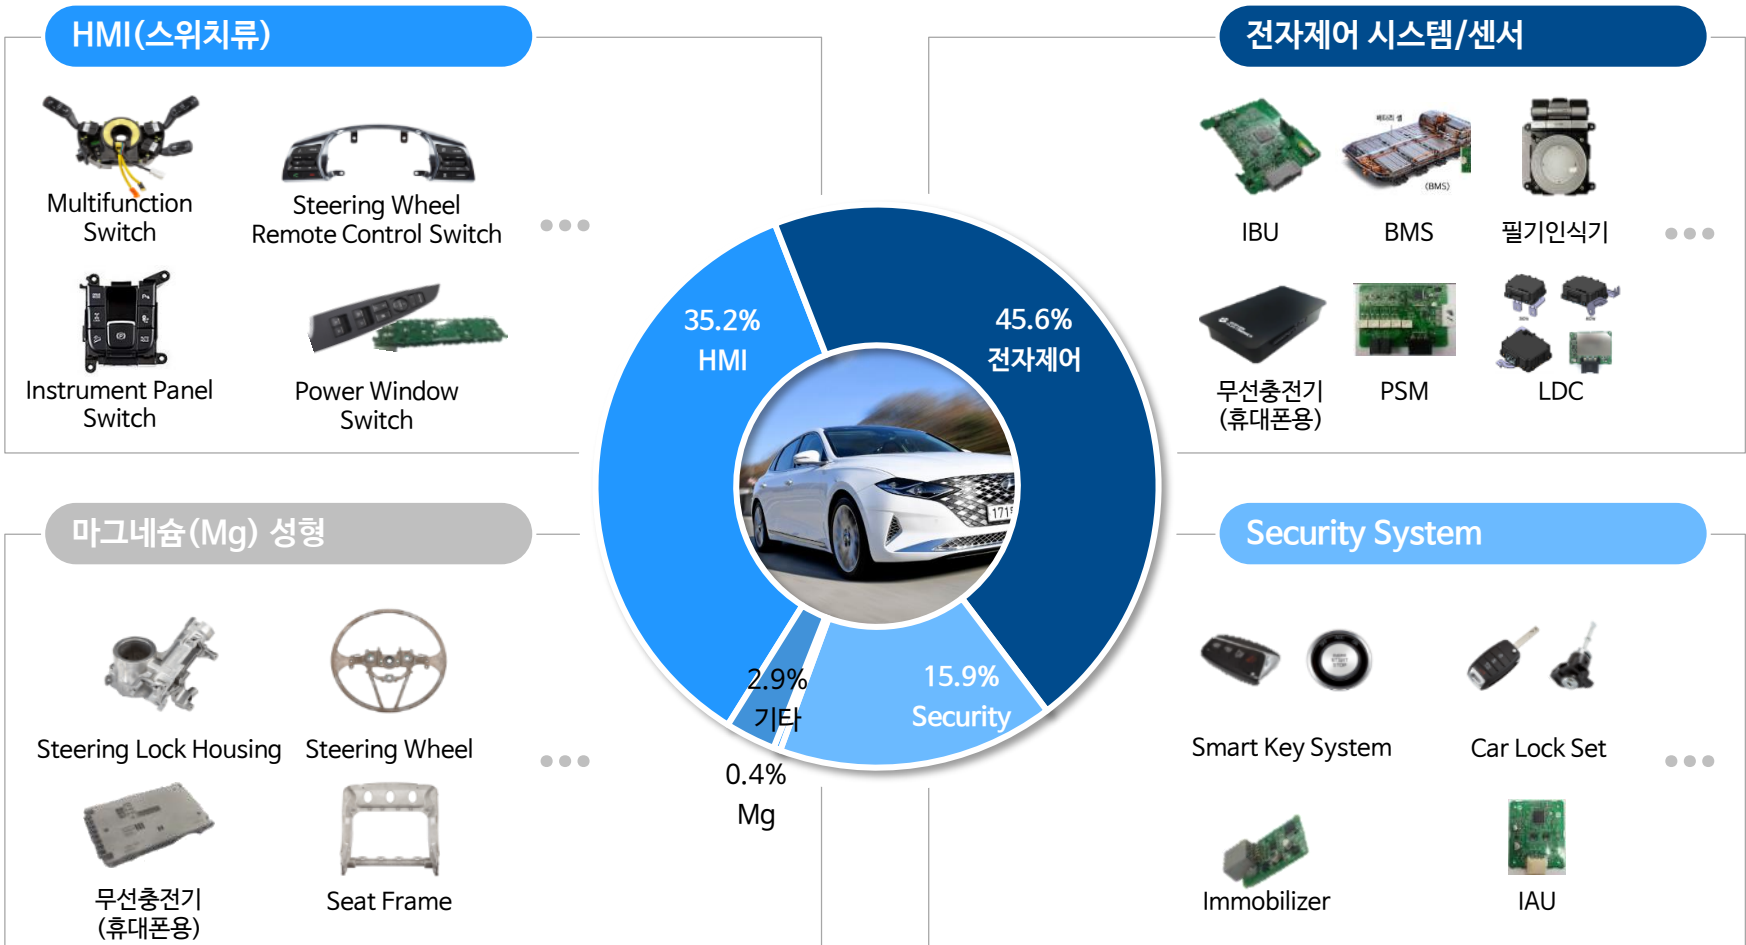 HMI(스위치류)
Multifunction
Switch
Steering Wheel
Remote Control Switch
Instrument Panel
Switch
Power Window
Switch
전자제어 시스템/센서
배터리 셀
(BMS)
IBU
BMS
필기인식기
무선충전기
(휴대폰용)
PSM
LDC
35.2%
HMI
45.6%
전자제어
15.9%
Security
2.9%
기타
0.4%
Mg
마그네슘(Mg) 성형
Steering Lock Housing
Steering Wheel
무선충전기
(휴대폰용)
Seat Frame
Security System
Smart Key System
Car Lock Set
Immobilizer
IAU